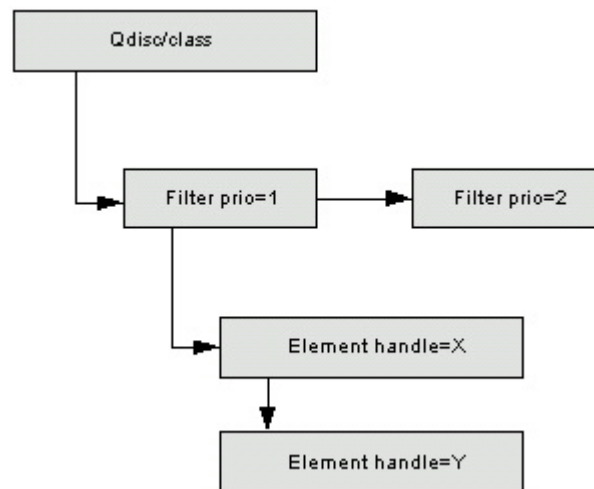 Qdisc/class
Filter prio=1
Filter prio=2
Element handle=X
Element handle=Y